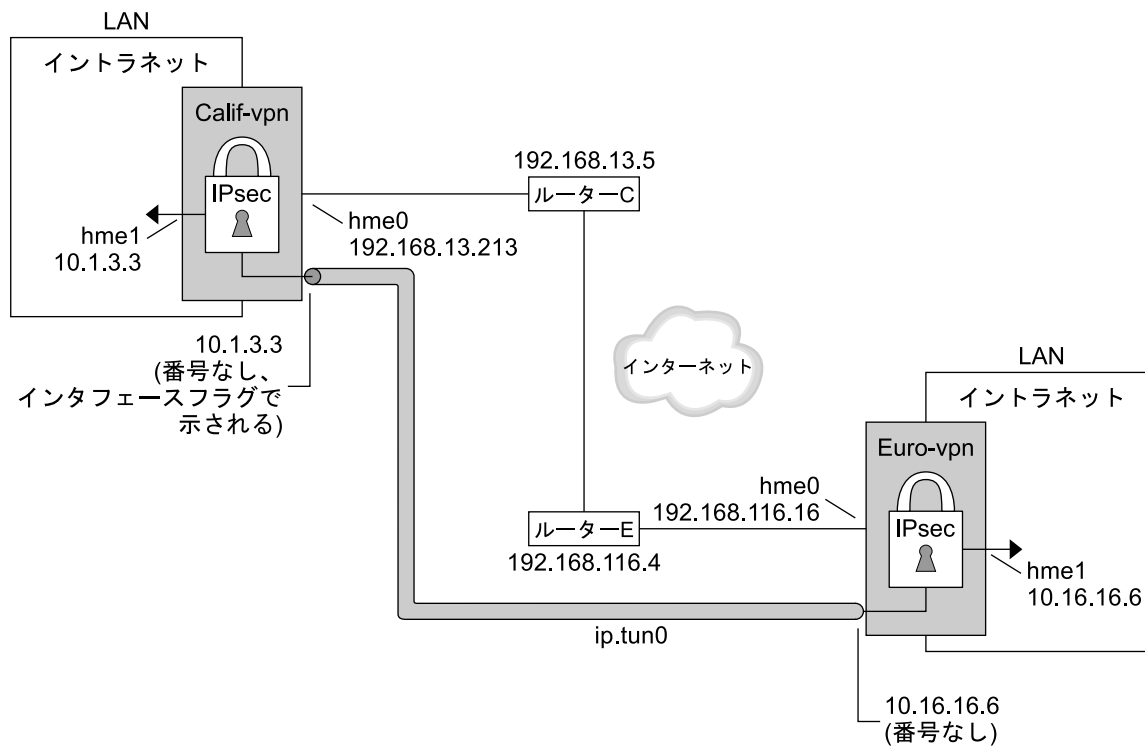 LAN
イントラネット
Calif-vpn
IPsec
hme1
10.1.3.3
hme0
192.168.13.213
192.168.13.5
ルーターC
10.1.3.3
(番号なし、
インタフェースフラグで
示される)
インターネット
LAN
イントラネット
Euro-vpn
IPsec
hme0
192.168.116.16
ルーターE
192.168.116.4
hme1
10.16.16.6
ip.tun0
10.16.16.6
(番号なし)